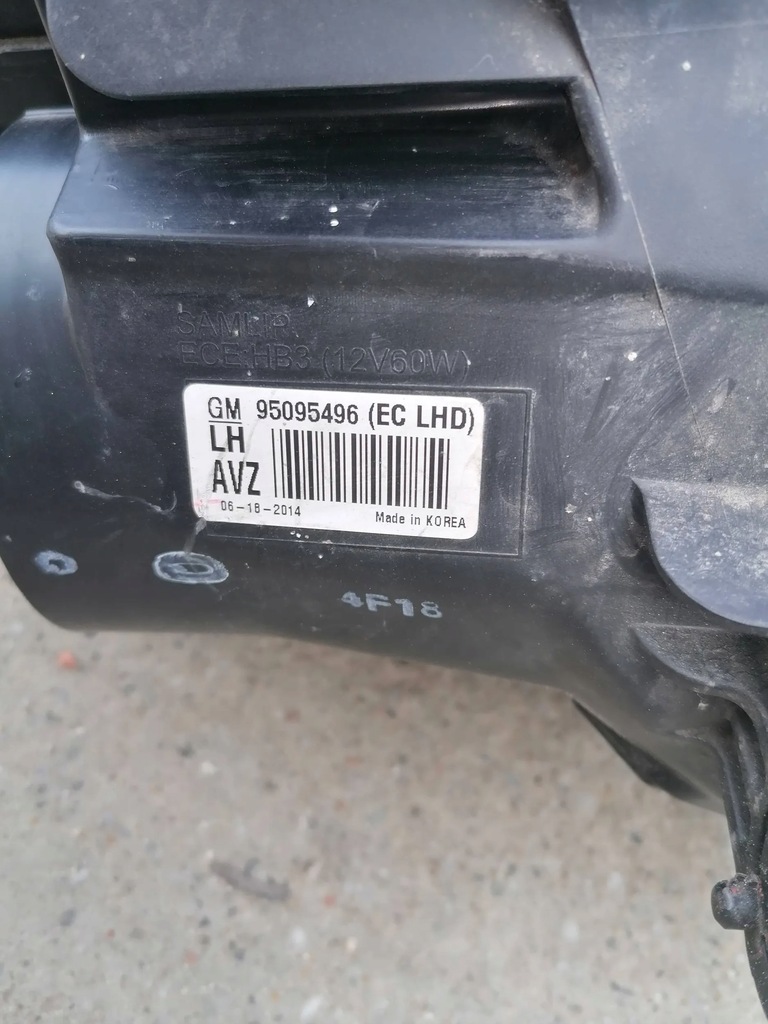 SAMLIP
ECE:HB3 (12V60W)
GM 95095496 (EC LHD)
LH
AVZ
06-18-2014 Made in KOREA
4F18